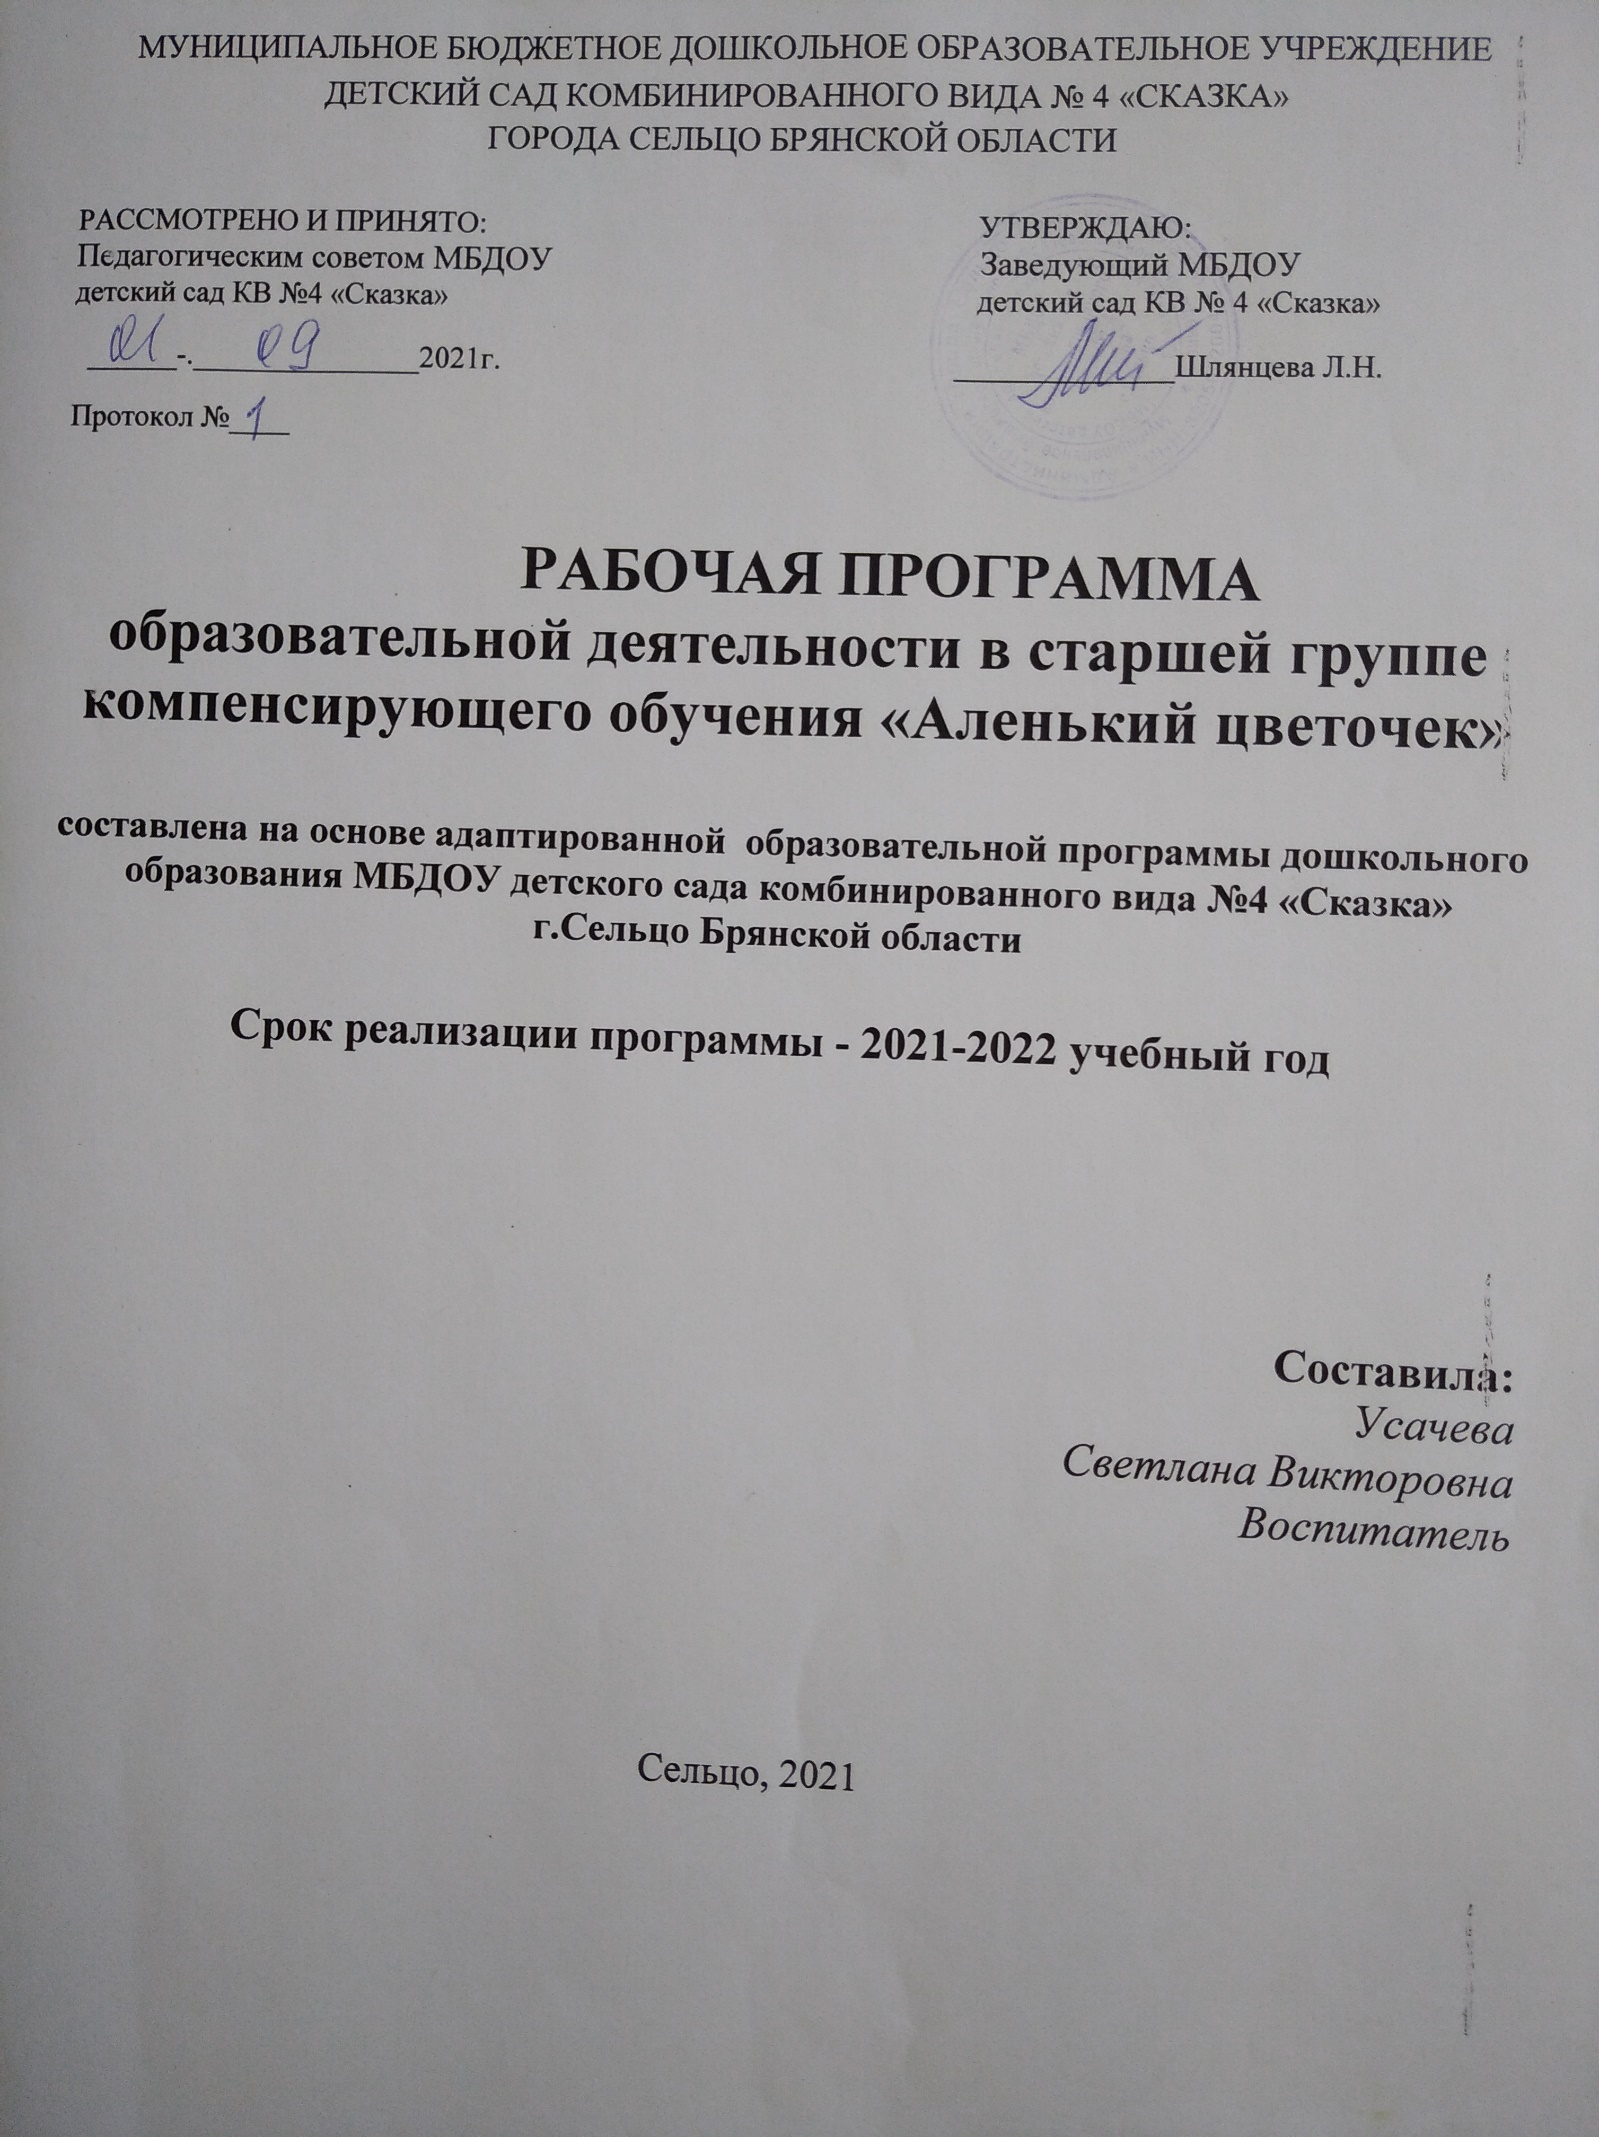 МУНИЦИПАЛЬНОЕ БЮДЖЕТНОЕ ДОШКОЛЬНОЕ ОБРАЗОВАТЕЛЬНОЕ УЧРЕЖДЕНИЕ
ДЕТСКИЙ САД КОМБИНИРОВАННОГО ВИДА № 4 «СКАЗКА»
ГОРОДА СЕЛЬЦО БРЯНСКОЙ ОБЛАСТИ
РАССМОТРЕНО И ПРИНЯТО:
Педагогическим советом МБДОУ
детский сад КВ №4 «Сказка»
01 -. 09 2021г.
Протокол № 1
УТВЕРЖДАЮ:
Заведующий МБДОУ
детский сад КВ № 4 «Сказка»
Шлянцева Л.Н.
РАБОЧАЯ ПРОГРАММА
образовательной деятельности в старшей группе
компенсирующего обучения «Аленький цветочек»
составлена на основе адаптированной образовательной программы дошкольного
образования МБДОУ детского сада комбинированного вида №4 «Сказка»
г.Сельцо Брянской области
Срок реализации программы - 2021-2022 учебный год
Составила:
Усачева
Светлана Викторовна
Воспитатель
Сельцо, 2021